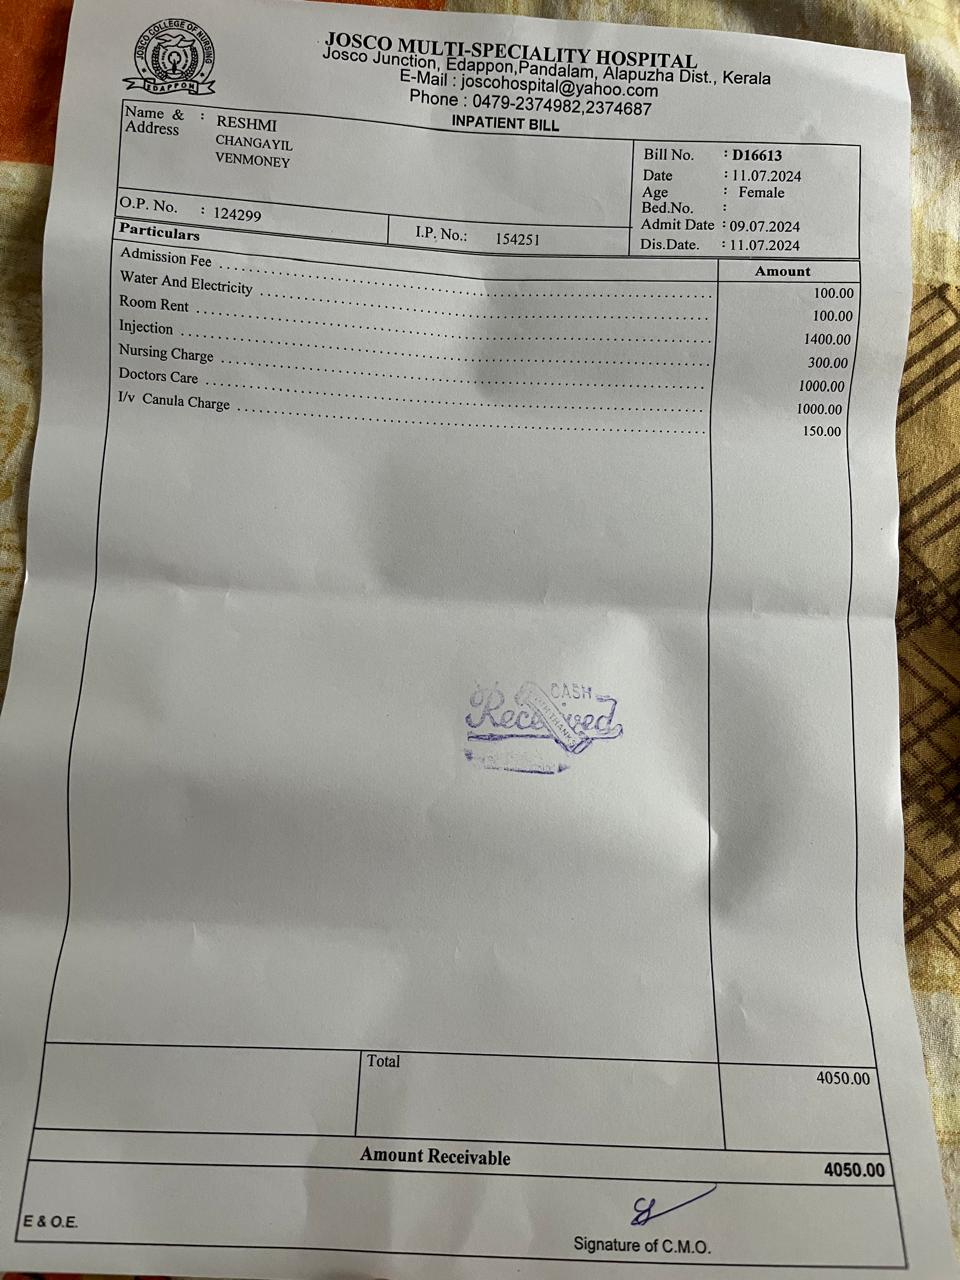 JOSCO COLLEGE OF NURSING
EDAPPON
JOSCO MULTI-SPECIALITY HOSPITAL
Josco Junction, Edappon,Pandalam, Alapuzha Dist., Kerala
E-Mail : joscohospital@yahoo.com
Phone : 0479-2374982,2374687
INPATIENT BILL
Name & Address : RESHMI
CHANGAYIL
VENMONEY
Bill No. : D16613
Date : 11.07.2024
Age : Female
Bed.No. :
Admit Date : 09.07.2024
Dis.Date. : 11.07.2024
O.P. No. : 124299
I.P. No.: 154251
Particulars Amount
Admission Fee 100.00
Water And Electricity 100.00
Room Rent 1400.00
Injection 300.00
Nursing Charge 1000.00
Doctors Care 1000.00
I/v Canula Charge 150.00
CASH
Received
WITH THANKS
Total 4050.00
Amount Receivable 4050.00
E & O.E.
Signature of C.M.O.